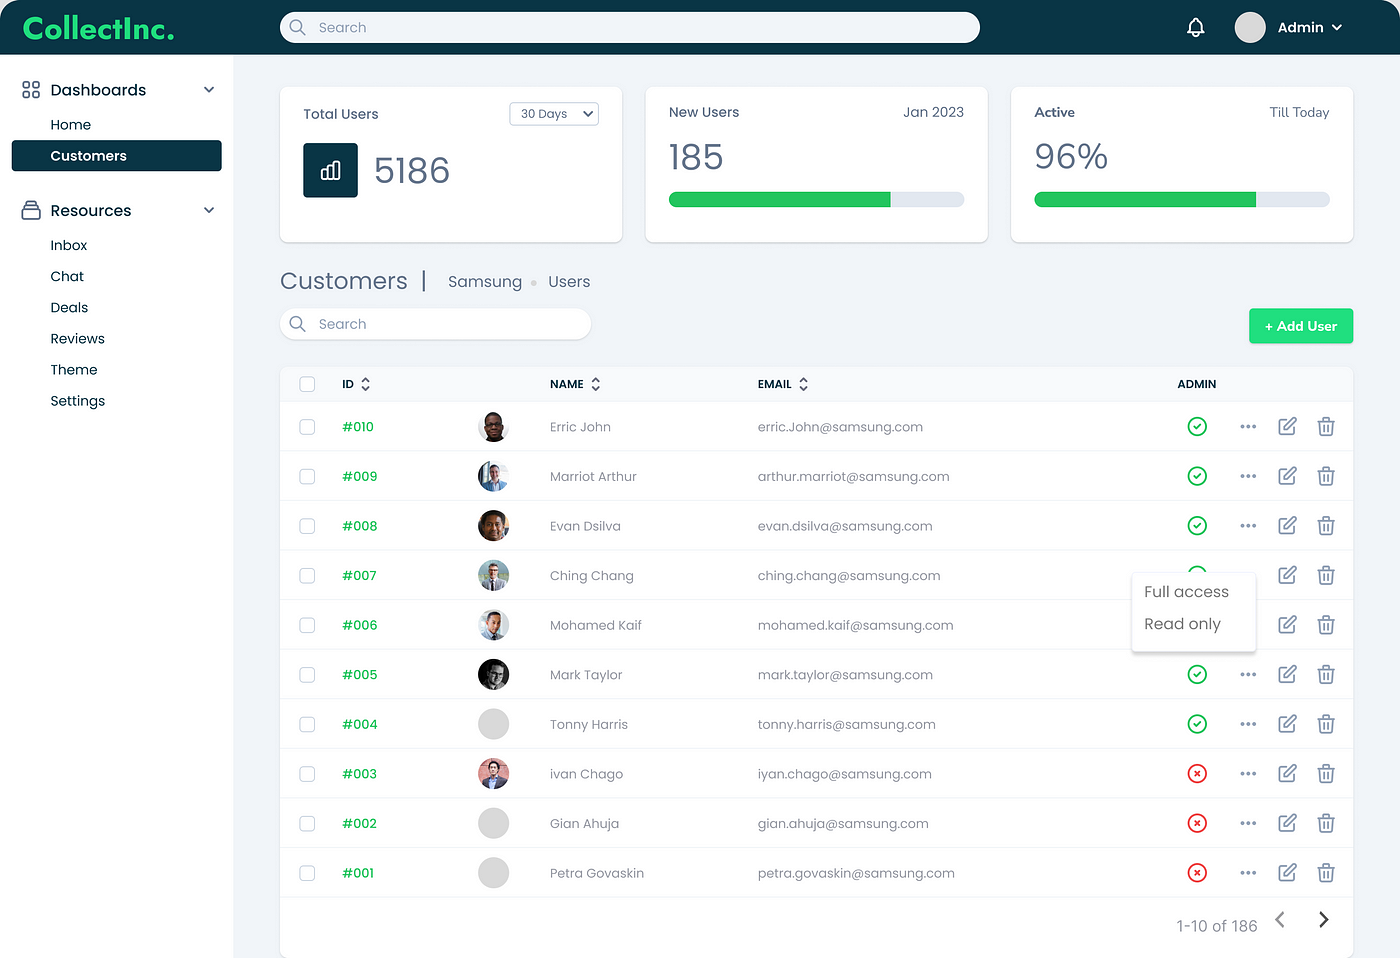 CollectInc.
Search
Admin
Dashboards
Home
Customers
Resources
Inbox
Chat
Deals
Reviews
Theme
Settings
Total Users
30 Days
5186
New Users
Jan 2023
185
Active
Till Today
96%
Customers | Samsung • Users
Search
+ Add User
ID NAME EMAIL ADMIN
#010 Erric John erric.John@samsung.com
#009 Marriot Arthur arthur.marriot@samsung.com
#008 Evan Dsilva evan.dsilva@samsung.com
#007 Ching Chang ching.chang@samsung.com
Full access
#006 Mohamed Kaif mohamed.kaif@samsung.com
Read only
#005 Mark Taylor mark.taylor@samsung.com
#004 Tonny Harris tonny.harris@samsung.com
#003 ivan Chago iyan.chago@samsung.com
#002 Gian Ahuja gian.ahuja@samsung.com
#001 Petra Govaskin petra.govaskin@samsung.com
1-10 of 186